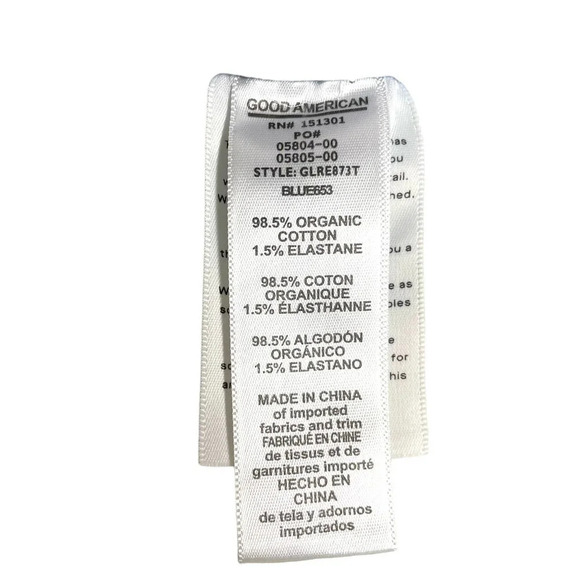 GOOD AMERICAN
RN# 151301
PO#
05804-00
05805-00
STYLE: GLRE873T
BLUE653
98.5% ORGANIC
COTTON
1.5% ELASTANE
98.5% COTON
ORGANIQUE
1.5% ÉLASTHANNE
98.5% ALGODÓN
ORGÁNICO
1.5% ELASTANO
MADE IN CHINA
of imported
fabrics and trim
FABRIQUÉ EN CHINE
de tissus et de
garnitures importé
HECHO EN
CHINA
de tela y adornos
importados